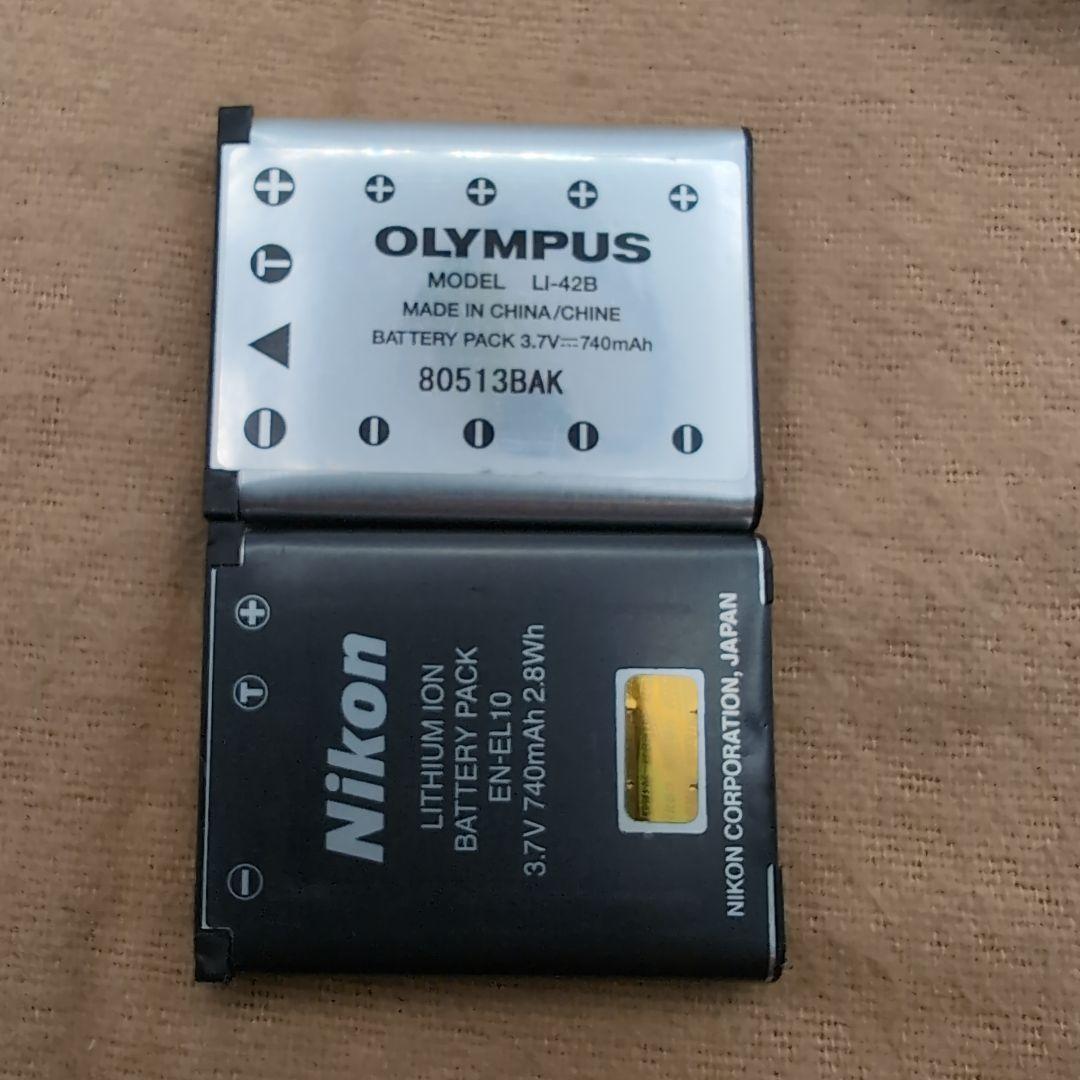 OLYMPUS
MODEL LI-42B
MADE IN CHINA/CHINE
BATTERY PACK 3.7V⎓740mAh
80513BAK
T
Nikon
LITHIUM ION
BATTERY PACK
EN-EL10
3.7V 740mAh 2.8Wh
NIKON CORPORATION, JAPAN
T